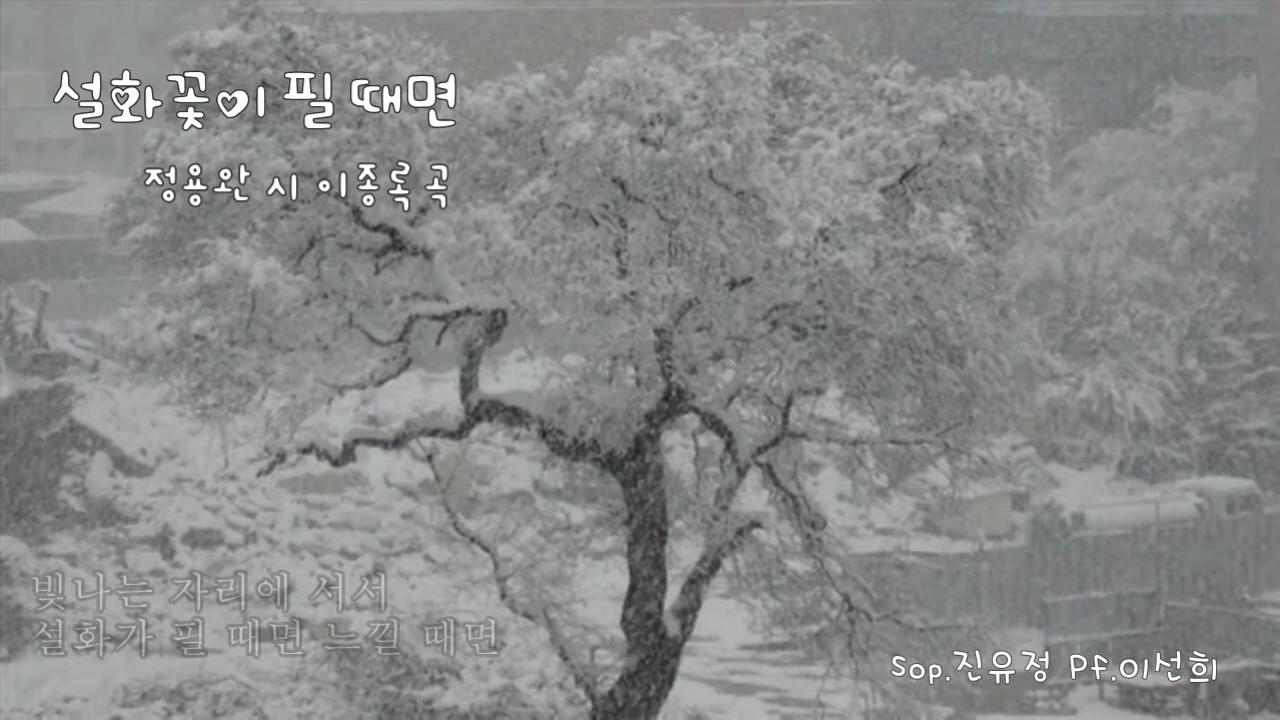 설화꽃이 필 때면
정용완 시 이종록 곡
빛나는 자리에 서서
설화가 필 때면 느낄 때면
Sop.진유정 Pf.이선희